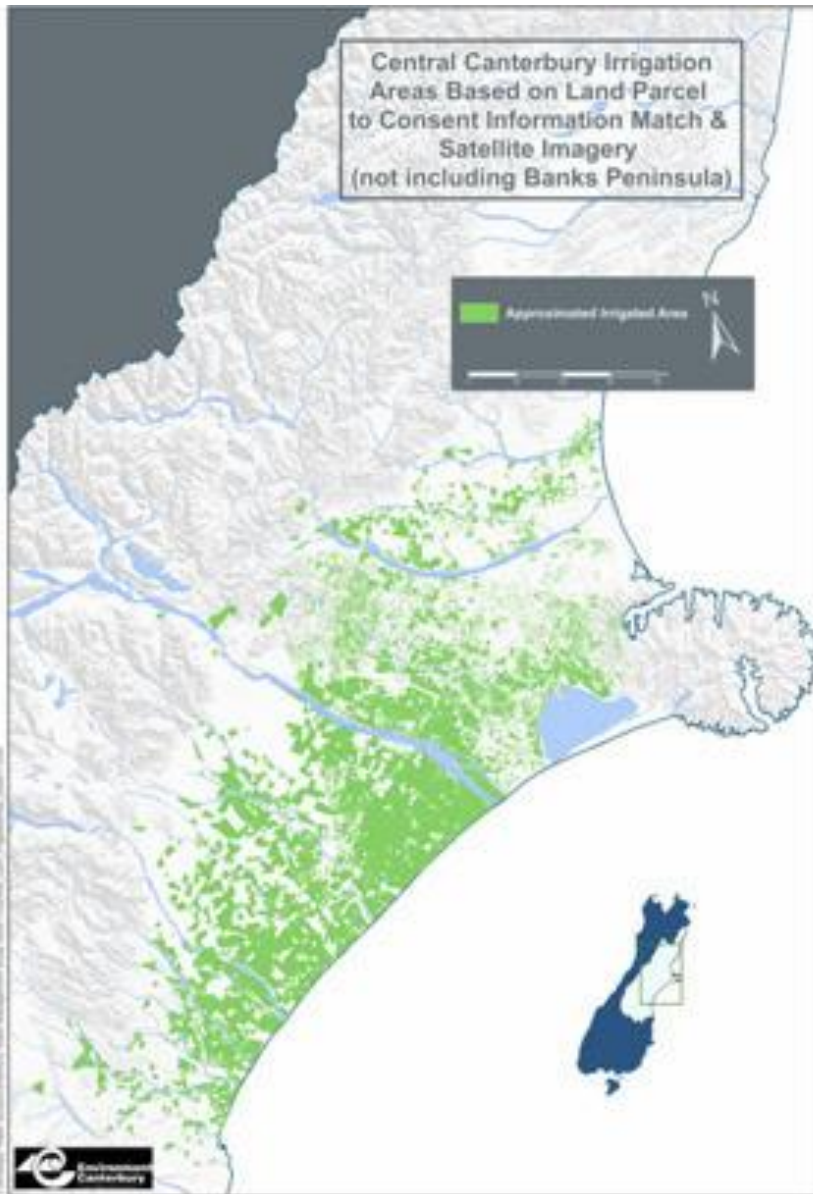 Central Canterbury Irrigation
Areas Based on Land Parcel
to Consent Information Match &
Satellite Imagery
(not including Banks Peninsula)
N
Approximated Irrigated Area
Environment
Canterbury